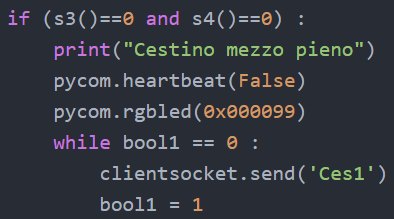 if (s3()==0 and s4()==0) :
    print("Cestino mezzo pieno")
    pycom.heartbeat(False)
    pycom.rgbled(0x000099)
    while bool1 == 0 :
        clientsocket.send('Ces1')
        bool1 = 1